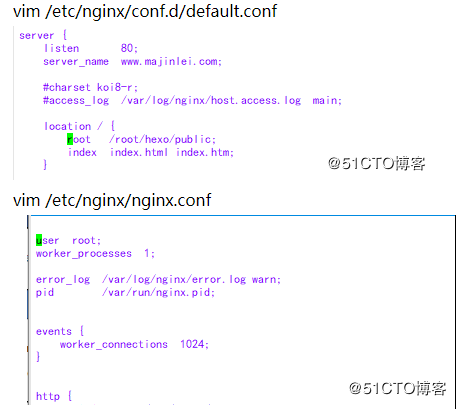 vim /etc/nginx/conf.d/default.conf
server {
listen 80;
server_name www.majinlei.com;
#charset koi8-r;
#access_log /var/log/nginx/host.access.log main;
location / {
root /root/hexo/public;
index index.html index.htm;
}
@51CTO博客
vim /etc/nginx/nginx.conf
user root;
worker_processes 1;
error_log /var/log/nginx/error.log warn;
pid /var/run/nginx.pid;
events {
worker_connections 1024;
}
http {
@51CTO博客